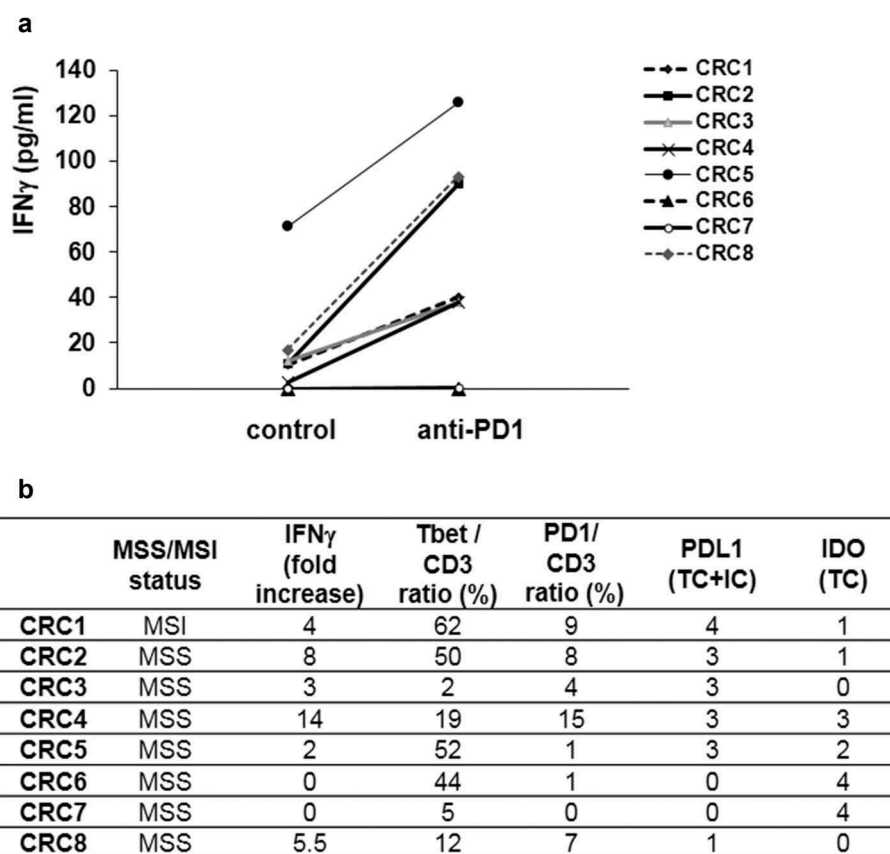 a
IFNγ (pg/ml)
140
120
100
80
60
40
20
0
control anti-PD1
CRC1
CRC2
CRC3
CRC4
CRC5
CRC6
CRC7
CRC8
b
MSS/MSI status IFNγ (fold increase) Tbet / CD3 ratio (%) PD1/ CD3 ratio (%) PDL1 (TC+IC) IDO (TC)
CRC1 MSI 4 62 9 4 1
CRC2 MSS 8 50 8 3 1
CRC3 MSS 3 2 4 3 0
CRC4 MSS 14 19 15 3 3
CRC5 MSS 2 52 1 3 2
CRC6 MSS 0 44 1 0 4
CRC7 MSS 0 5 0 0 4
CRC8 MSS 5.5 12 7 1 0